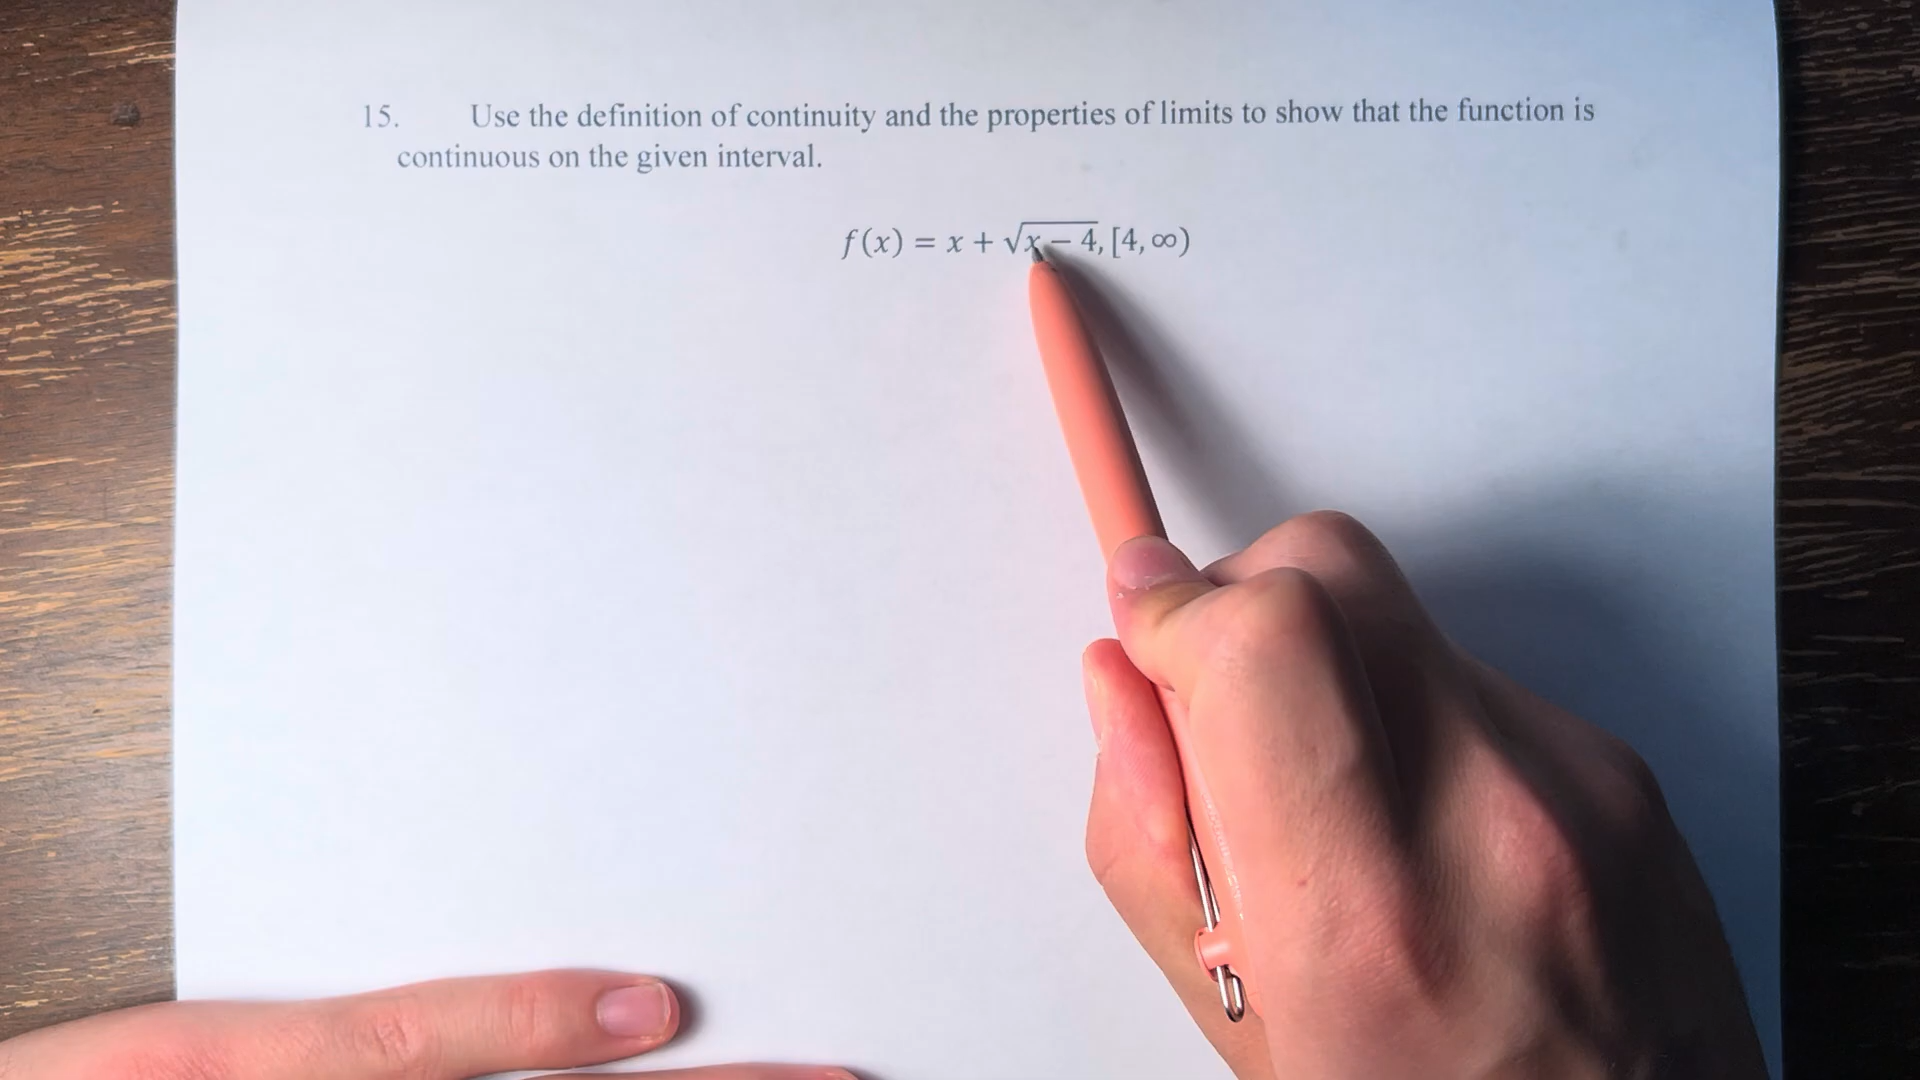 15. Use the definition of continuity and the properties of limits to show that the function is
continuous on the given interval.
f(x) = x + √x − 4, [4, ∞)